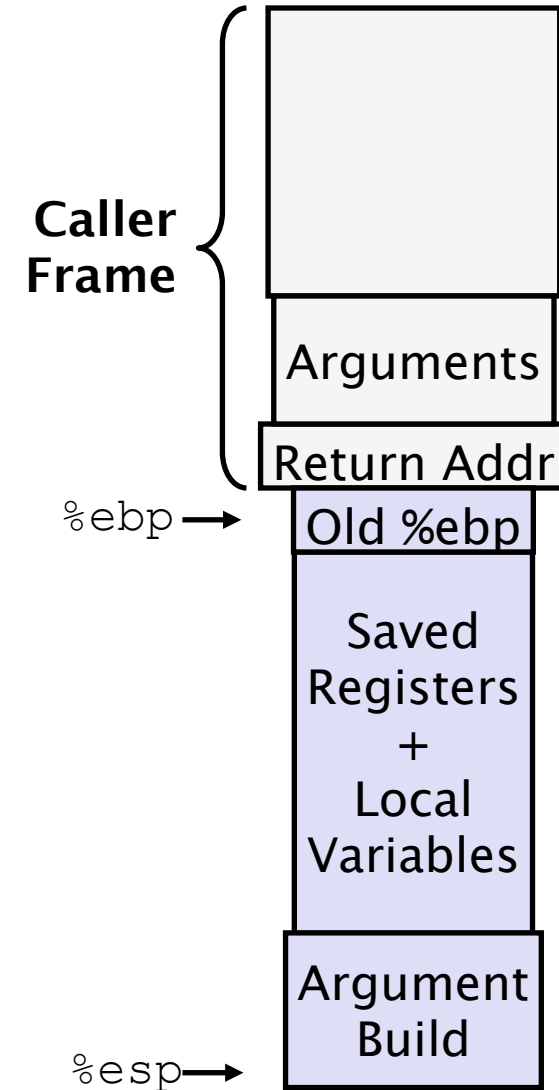 Caller
Frame
Arguments
Return Addr
%ebp
Old %ebp
Saved
Registers
+
Local
Variables
Argument
Build
%esp